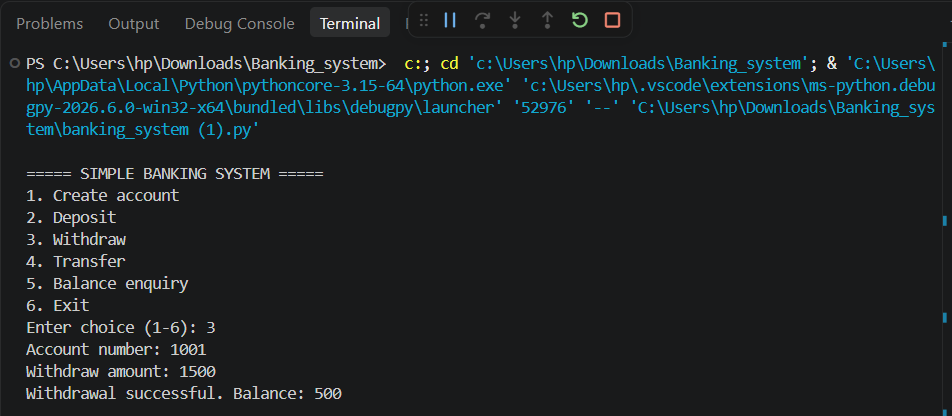 Problems Output Debug Console Terminal
PS C:\Users\hp\Downloads\Banking_system>  c:; cd 'c:\Users\hp\Downloads\Banking_system'; & 'C:\Users\
hp\AppData\Local\Python\pythoncore-3.15-64\python.exe' 'c:\Users\hp\.vscode\extensions\ms-python.debu
gpy-2026.6.0-win32-x64\bundled\libs\debugpy\launcher' '52976' '--' 'C:\Users\hp\Downloads\Banking_sys
tem\banking_system (1).py'
===== SIMPLE BANKING SYSTEM =====
1. Create account
2. Deposit
3. Withdraw
4. Transfer
5. Balance enquiry
6. Exit
Enter choice (1-6): 3
Account number: 1001
Withdraw amount: 1500
Withdrawal successful. Balance: 500